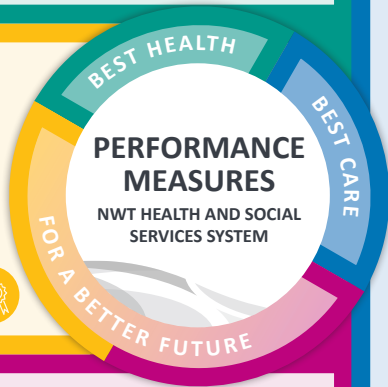 BEST HEALTH
BEST CARE
PERFORMANCE
MEASURES
NWT HEALTH AND SOCIAL
SERVICES SYSTEM
FOR A BETTER FUTURE